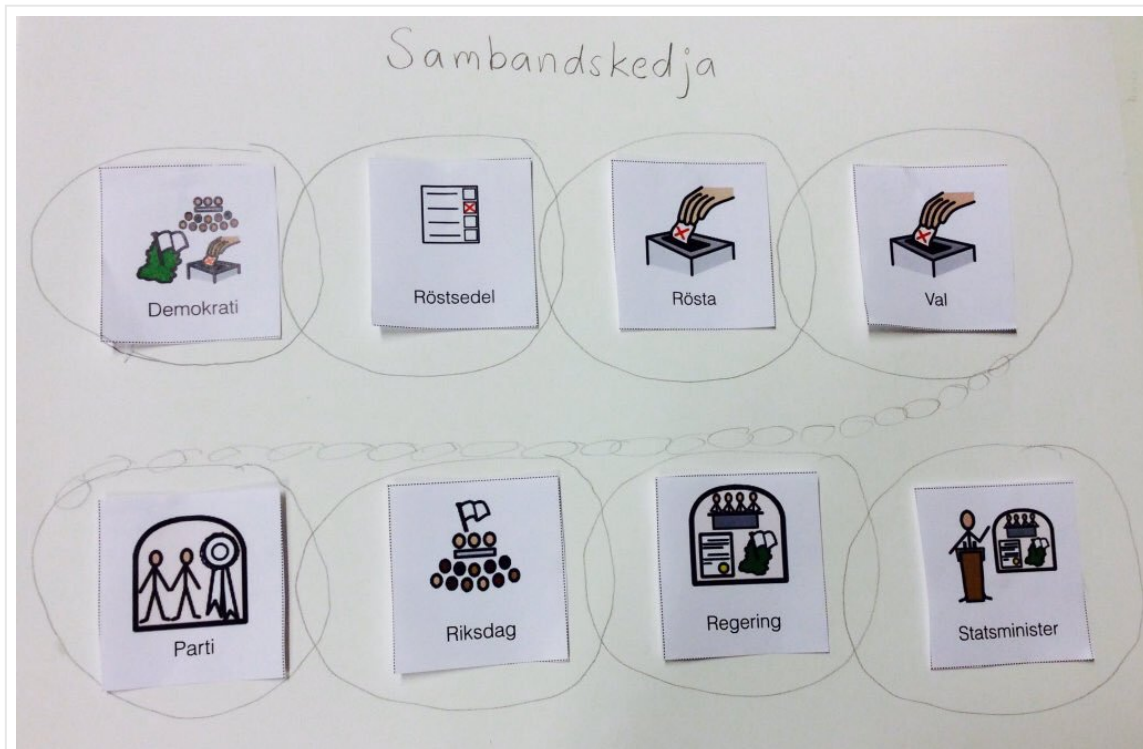 Sambandskedja
Demokrati
Röstsedel
Rösta
Val
Parti
Riksdag
Regering
Statsminister